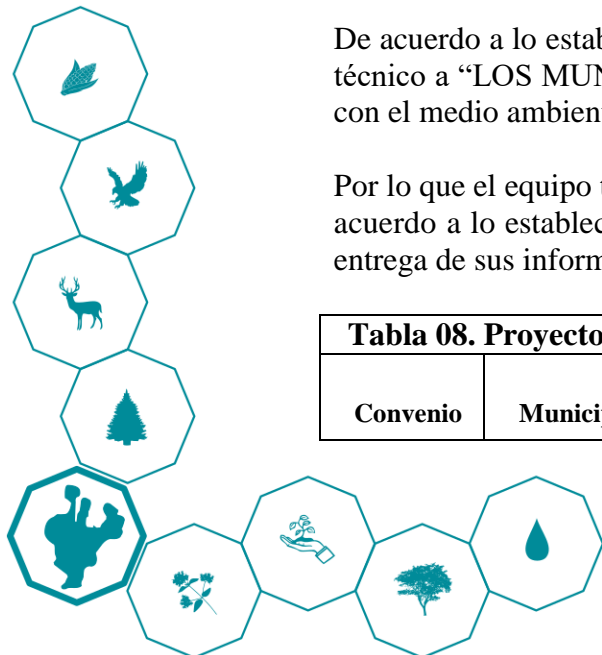 De acuerdo a lo estab
técnico a “LOS MUN
con el medio ambien
Por lo que el equipo
acuerdo a lo establec
entrega de sus inform
Tabla 08. Proyecto
Convenio Munici